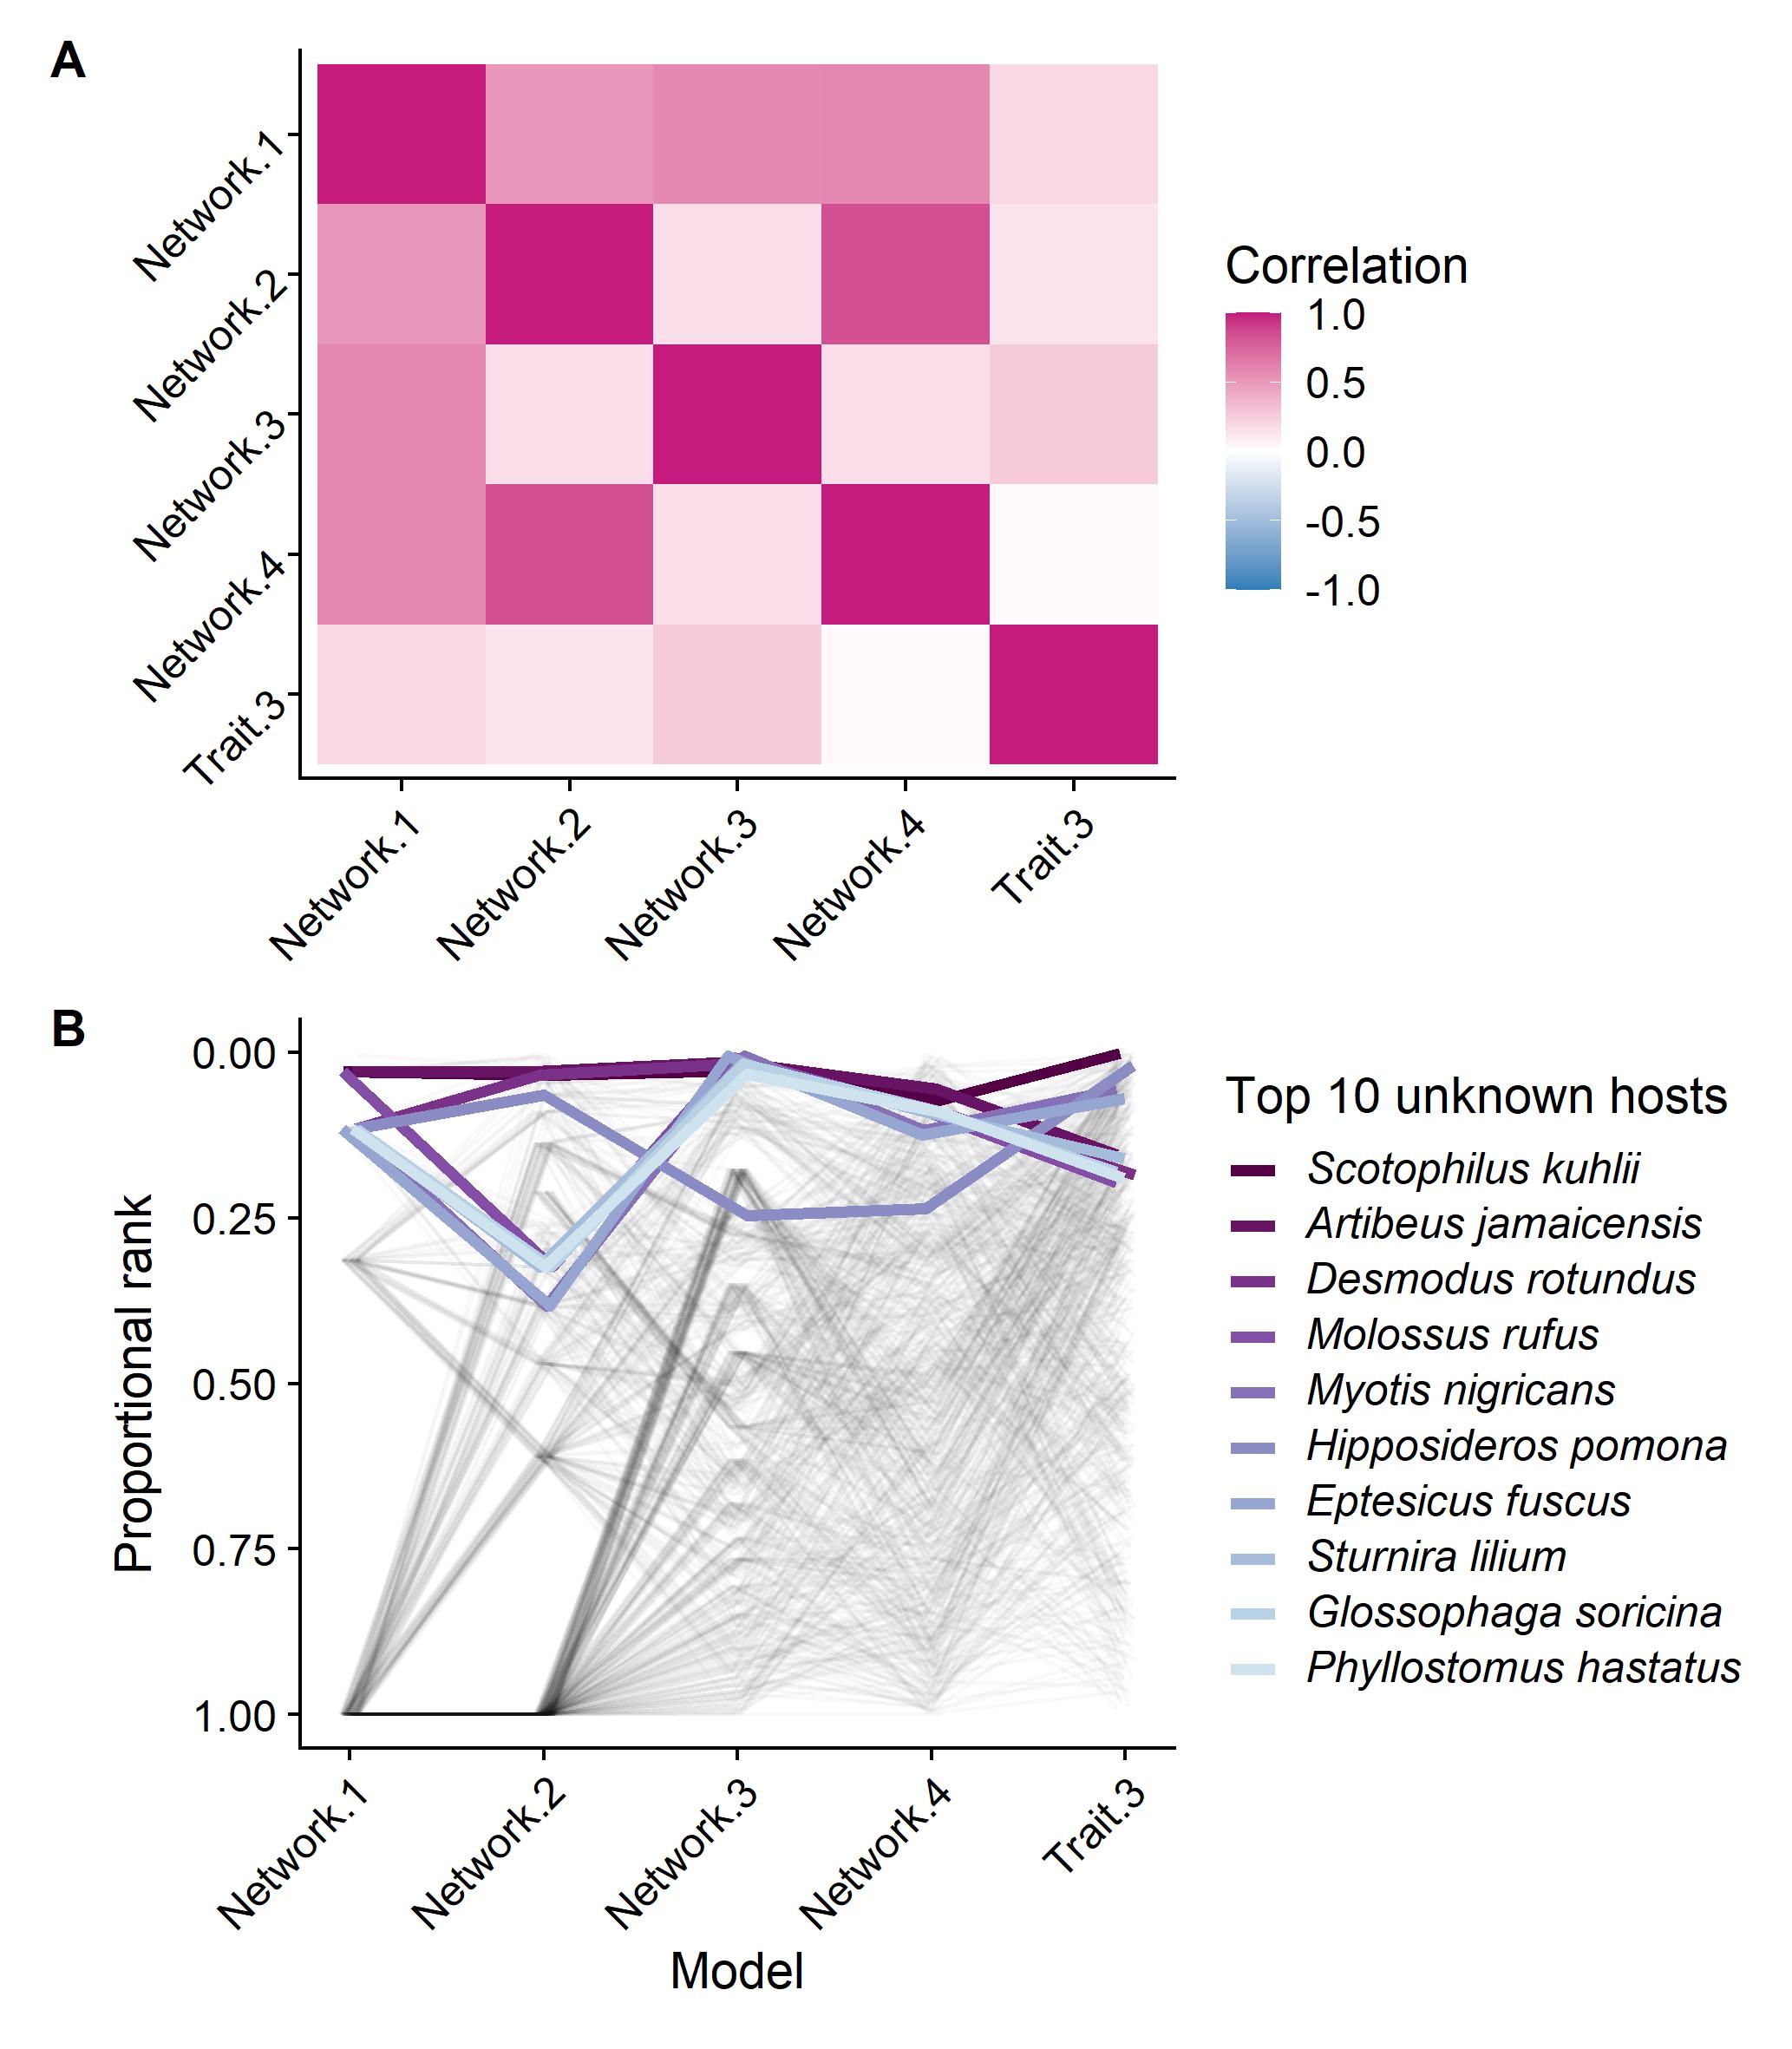 A
Network.1
Network.2
Network.3
Network.4
Trait.3
Network.1
Network.2
Network.3
Network.4
Trait.3
Correlation
1.0
0.5
0.0
-0.5
-1.0
B
Proportional rank
0.00
0.25
0.50
0.75
1.00
Network.1
Network.2
Network.3
Network.4
Trait.3
Model
Top 10 unknown hosts
Scotophilus kuhlii
Artibeus jamaicensis
Desmodus rotundus
Molossus rufus
Myotis nigricans
Hipposideros pomona
Eptesicus fuscus
Sturnira lilium
Glossophaga soricina
Phyllostomus hastatus